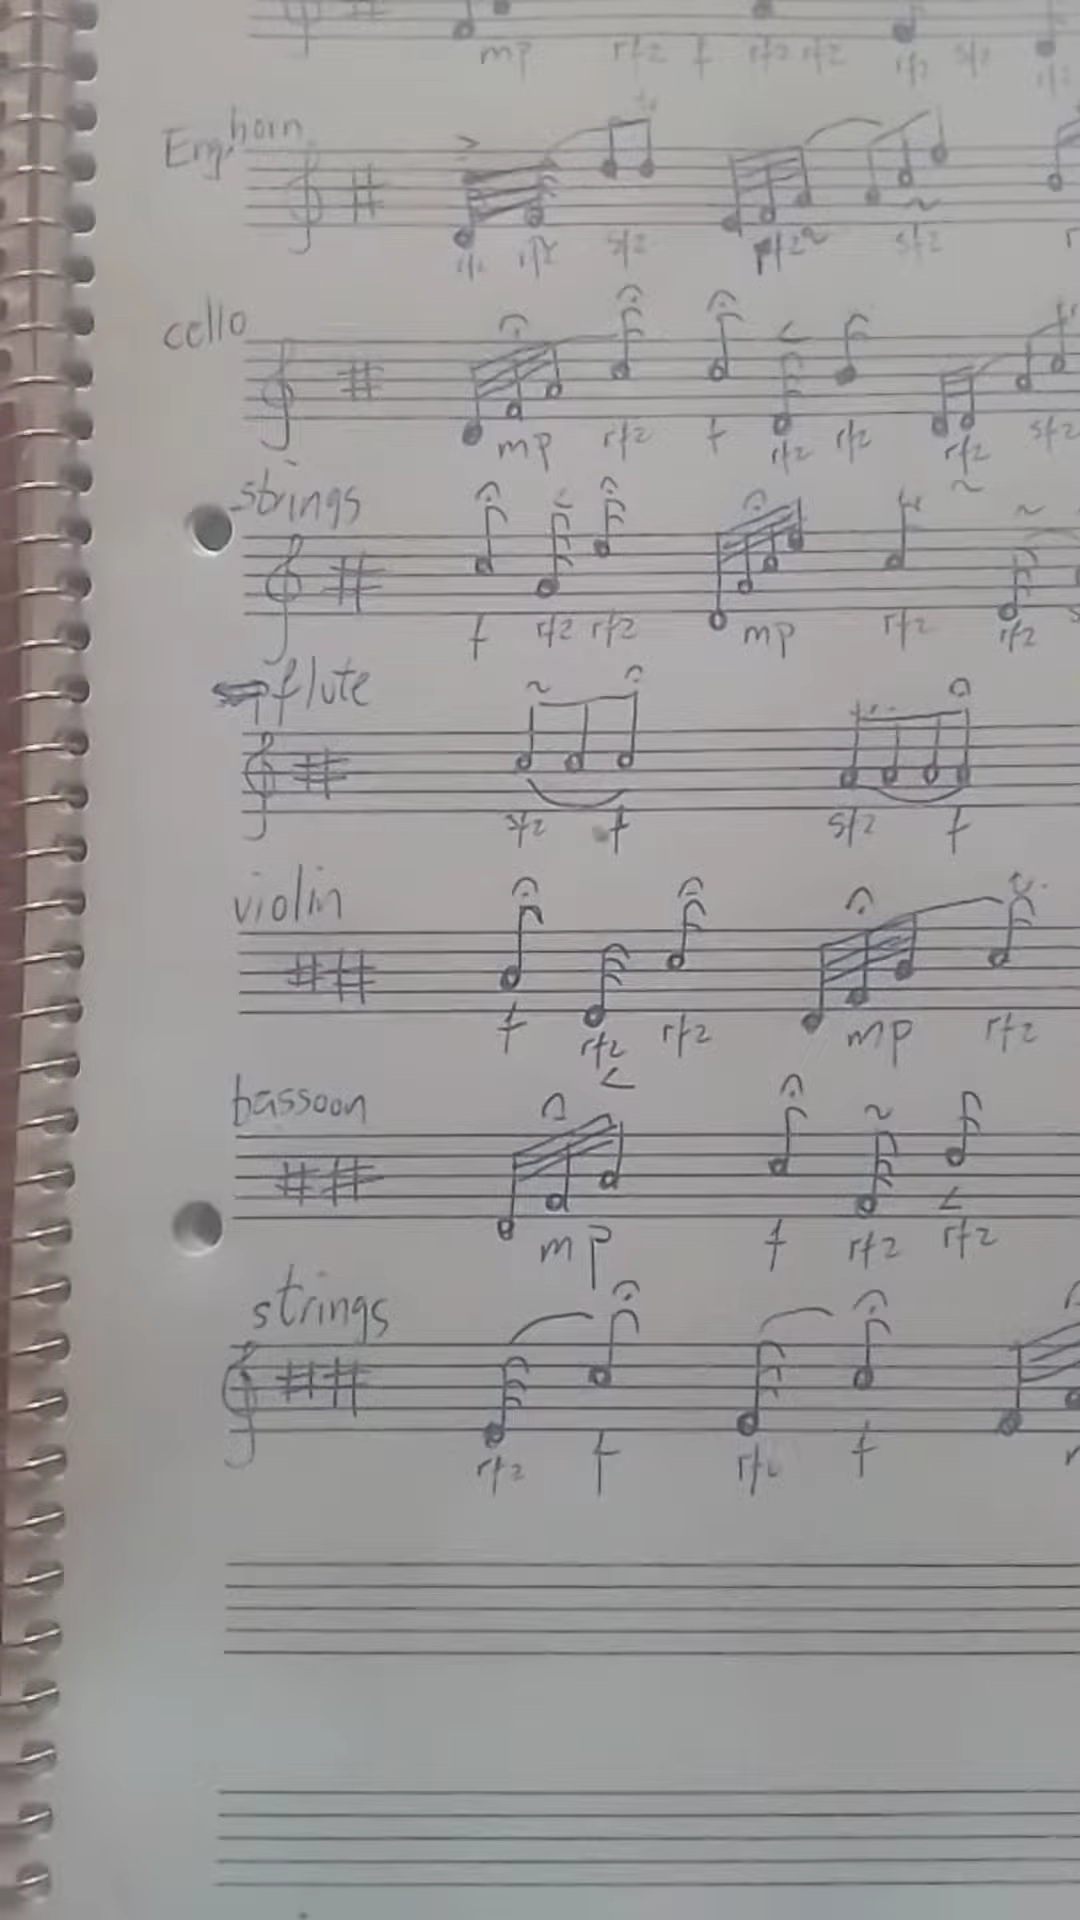 mp rfz f rfz rfz rfz sfz rfz
Eng. horn
rfz sfz rfz sfz
cello
mp rfz f rfz rfz rfz sfz
strings
f rfz rfz mp rfz rfz
flute
sfz f sfz f
violin
f rfz rfz mp rfz
bassoon
mp f rfz rfz
strings
rfz f rfz f